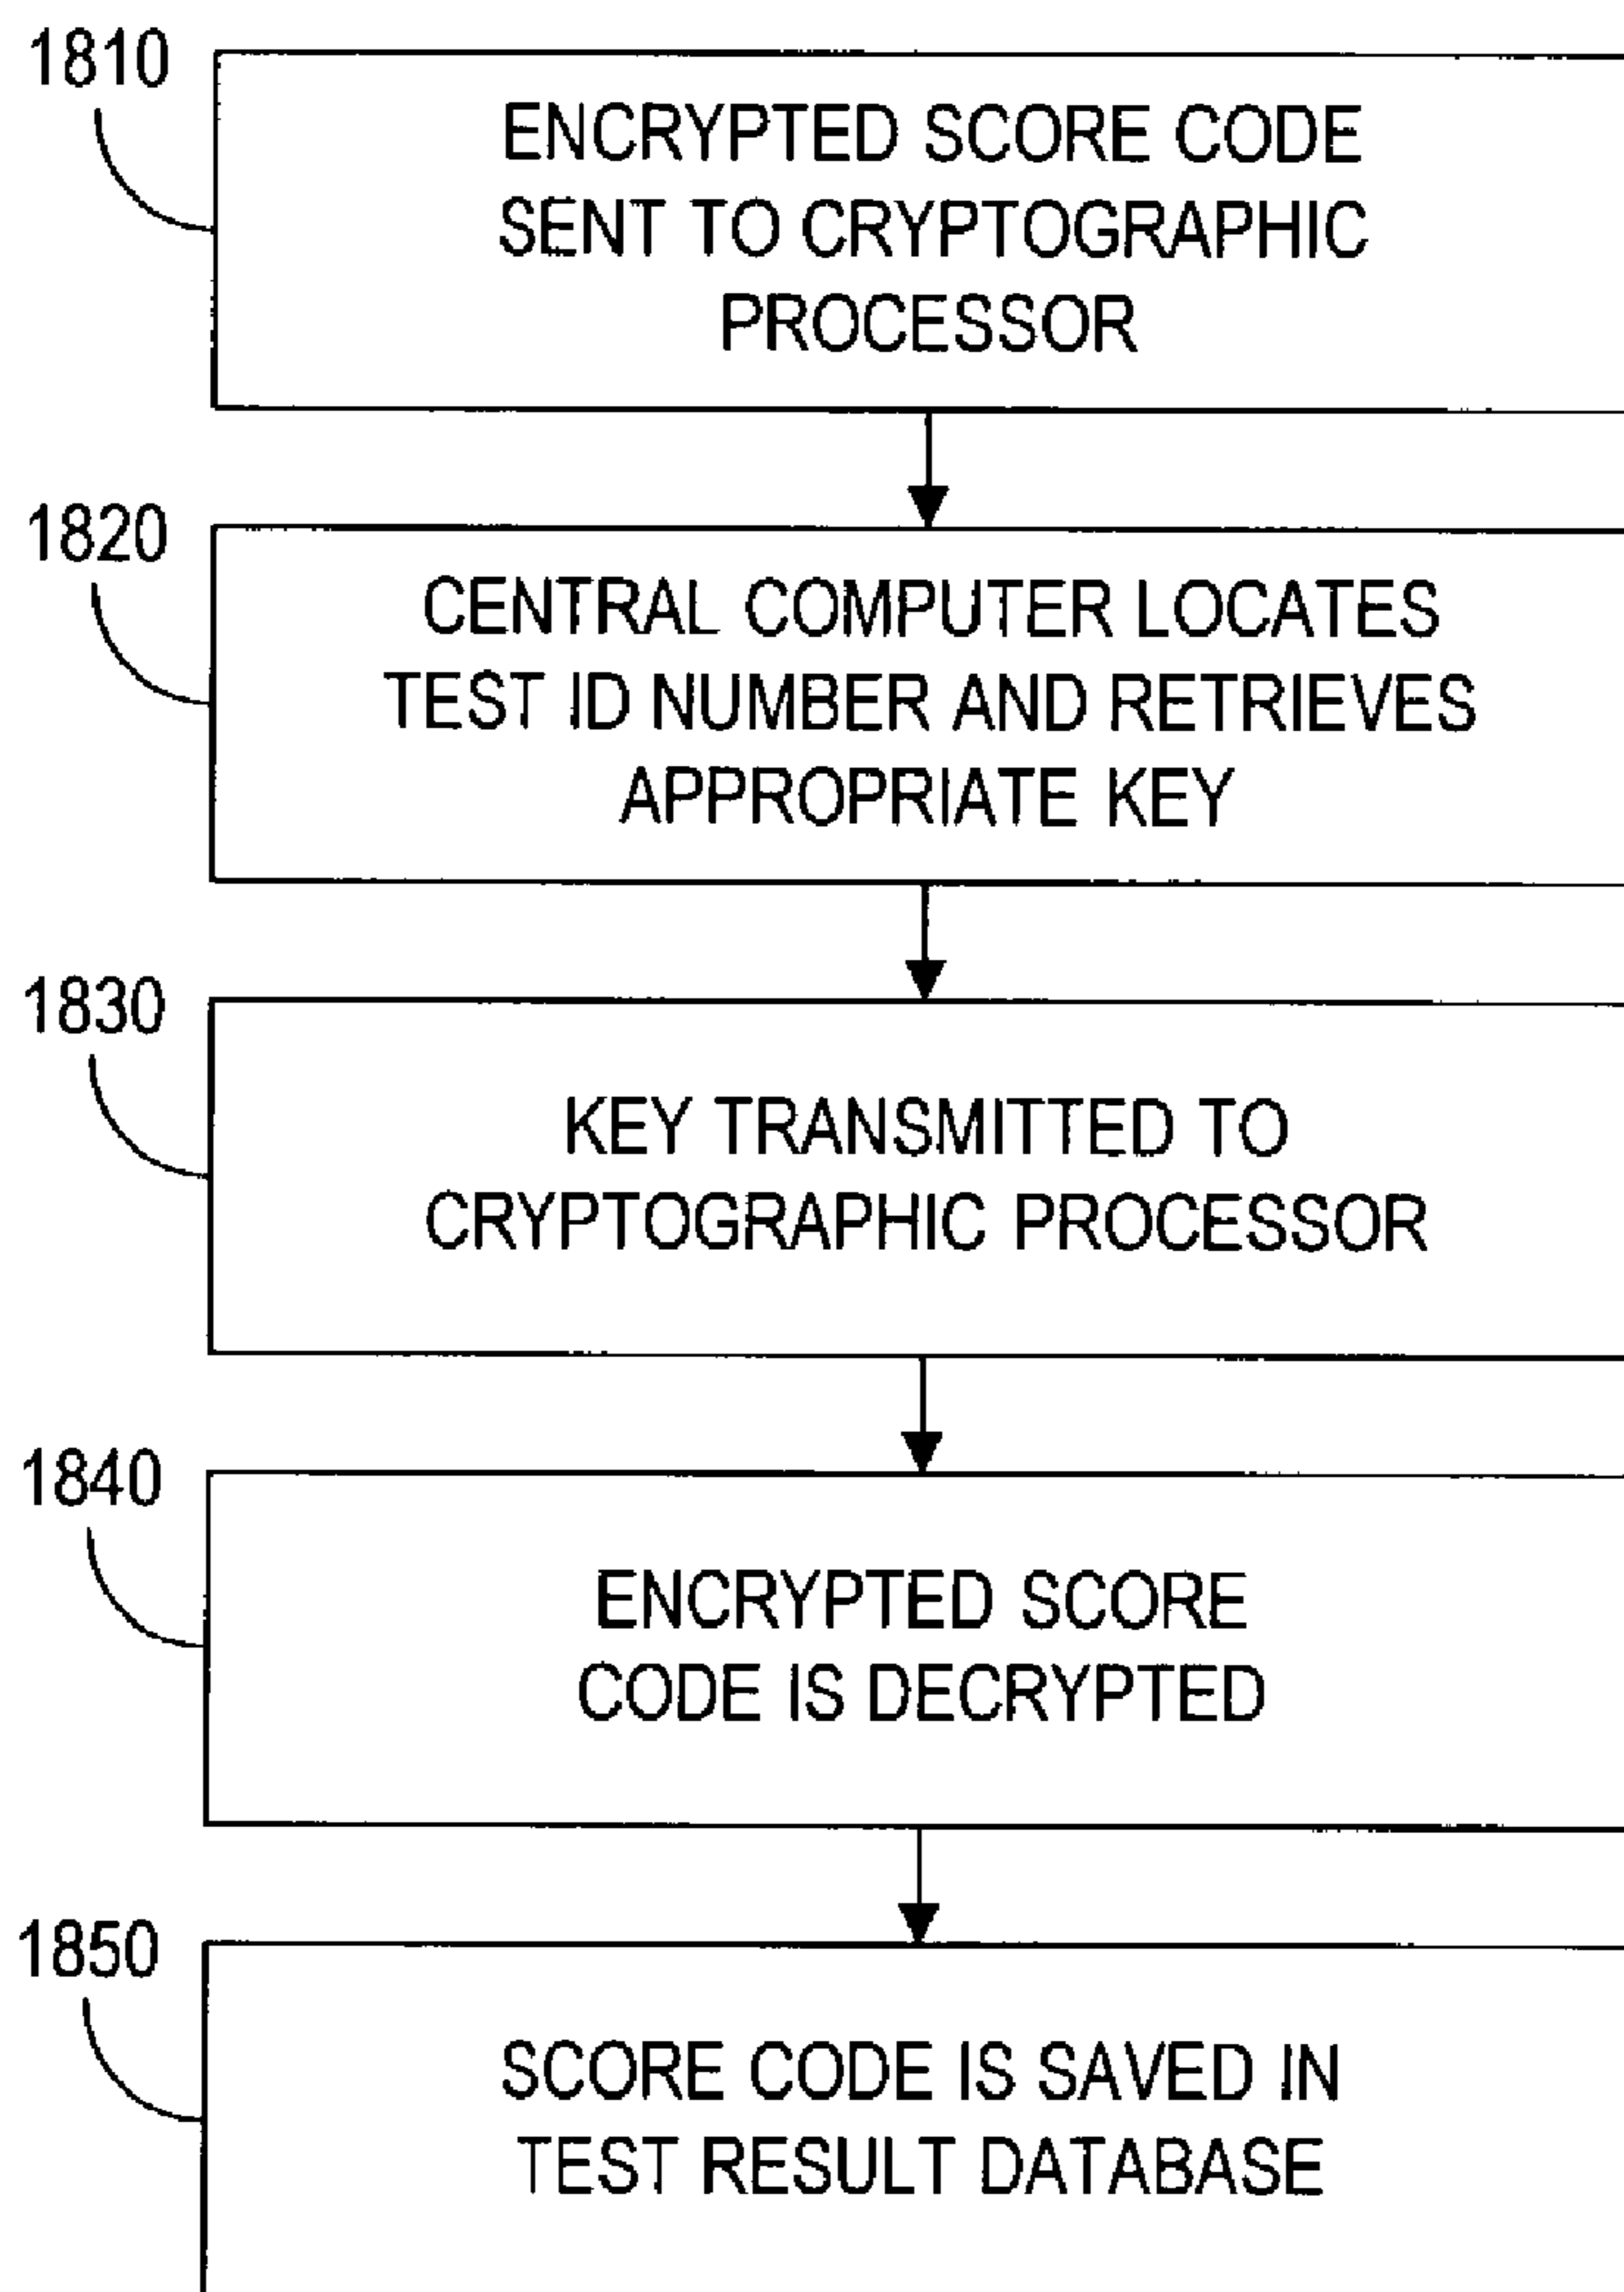 1810
ENCRYPTED SCORE CODE
SENT TO CRYPTOGRAPHIC
PROCESSOR
1820
CENTRAL COMPUTER LOCATES
TEST ID NUMBER AND RETRIEVES
APPROPRIATE KEY
1830
KEY TRANSMITTED TO
CRYPTOGRAPHIC PROCESSOR
1840
ENCRYPTED SCORE
CODE IS DECRYPTED
1850
SCORE CODE IS SAVED IN
TEST RESULT DATABASE